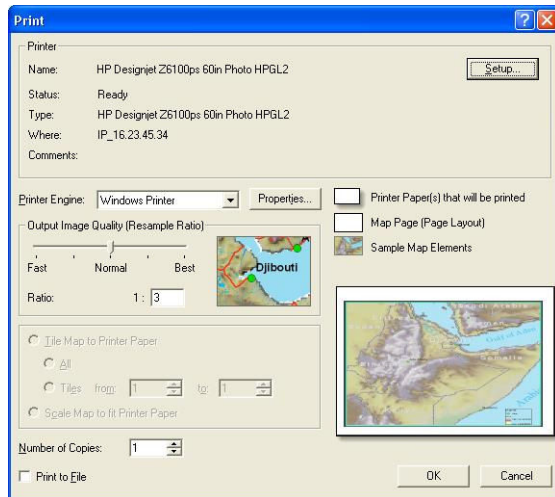 Print
Printer
Name: HP Designjet Z6100ps 60in Photo HPGL2
Setup...
Status: Ready
Type: HP Designjet Z6100ps 60in Photo HPGL2
Where: IP_16.23.45.34
Comments:
Printer Engine: Windows Printer Properties...
Printer Paper(s) that will be printed
Map Page (Page Layout)
Sample Map Elements
Output Image Quality (Resample Ratio)
Fast Normal Best
Djibouti
Ratio: 1 : 3
Tile Map to Printer Paper
All
Tiles from: 1 to: 1
Scale Map to fit Printer Paper
Number of Copies: 1
Print to File
OK Cancel